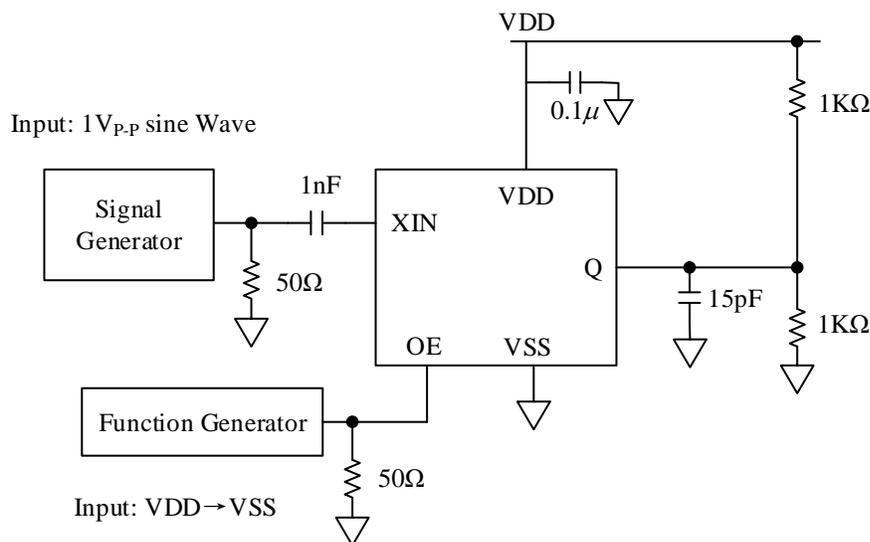 VDD
0.1μ
1KΩ
Input: 1VP-P sine Wave
Signal
Generator
1nF
XIN
VDD
50Ω
Q
15pF
1KΩ
OE
VSS
Function Generator
50Ω
Input: VDD→VSS